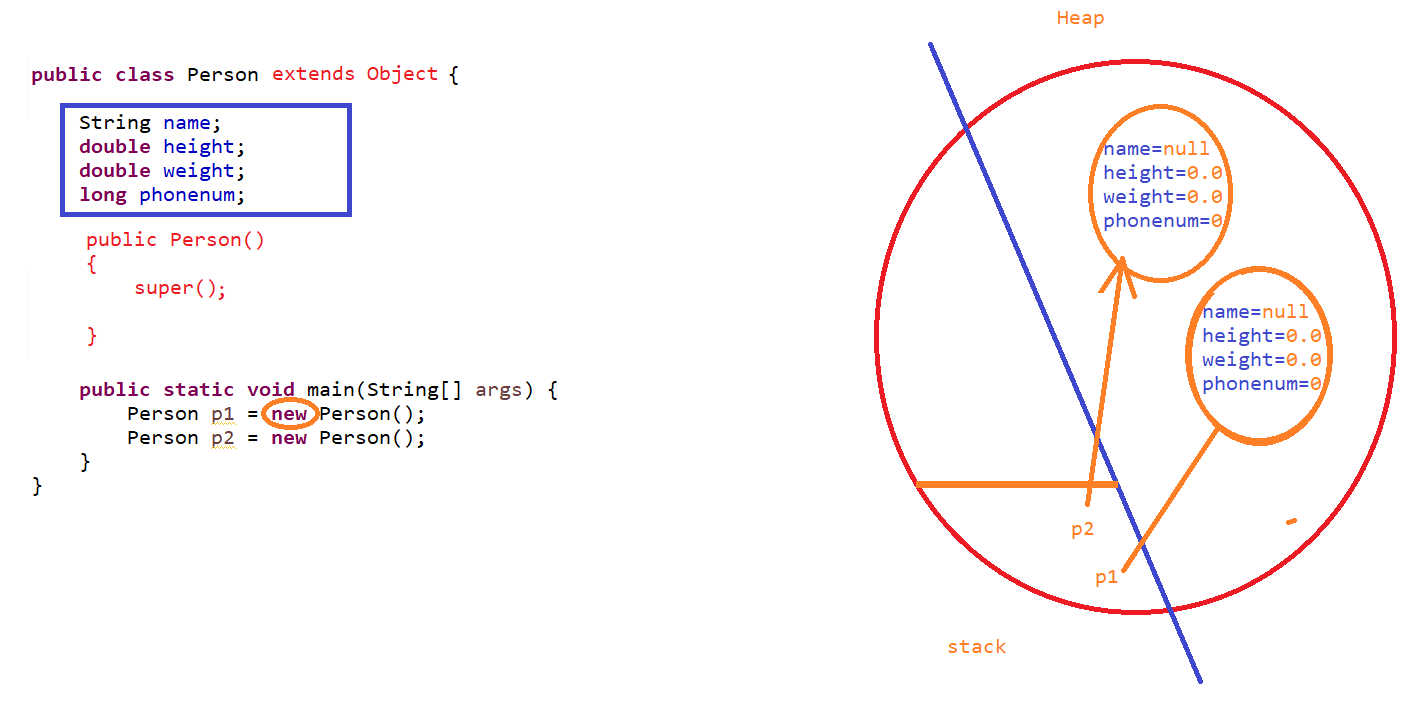 public class Person extends Object {
String name;
double height;
double weight;
long phonenum;
public Person()
{
super();
}
public static void main(String[] args) {
Person p1 = new Person();
Person p2 = new Person();
}
}
Heap
name=null
height=0.0
weight=0.0
phonenum=0
name=null
height=0.0
weight=0.0
phonenum=0
p2
p1
stack